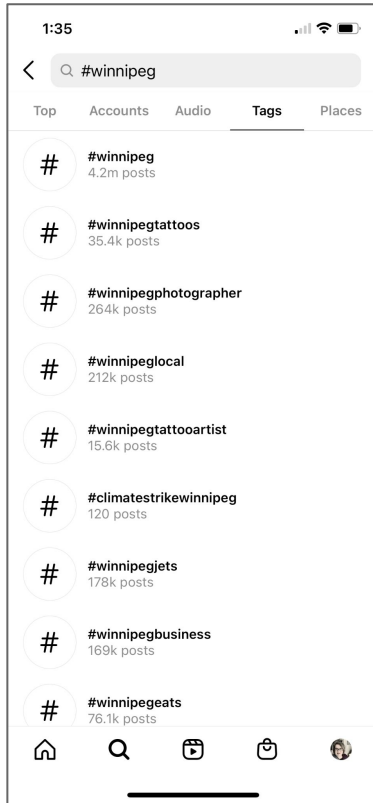 1:35
#winnipeg
Top Accounts Audio Tags Places
#winnipeg
4.2m posts
#winnipegtattoos
35.4k posts
#winnipegphotographer
264k posts
#winnipeglocal
212k posts
#winnipegtattooartist
15.6k posts
#climatestrikewinnipeg
120 posts
#winnipegjets
178k posts
#winnipegbusiness
169k posts
#winnipegeats
76.1k posts